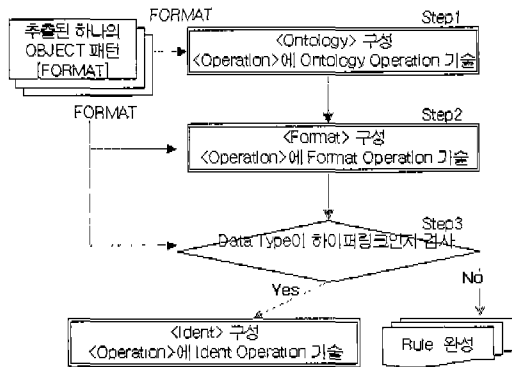 추출된 하나의
OBJECT 패턴
[FORMAT]
FORMAT
Step1
<Ontology> 구성
<Operation>에 Ontology Operation 기술
FORMAT
Step2
<Format> 구성
<Operation>에 Format Operation 기술
Step3
Data Type이 하이퍼링크인지 검사
Yes
No
<Ident> 구성
<Operation>에 Ident Operation 기술
Rule 완성